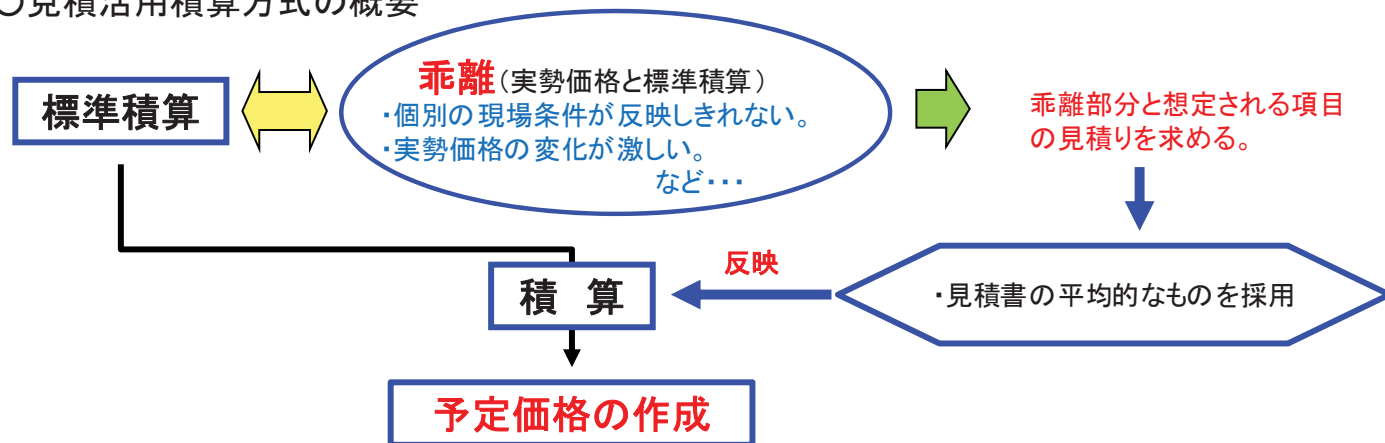 〇見積活用積算方式の概要
標準積算
乖離(実勢価格と標準積算)
・個別の現場条件が反映しきれない。
・実勢価格の変化が激しい。
など・・・
乖離部分と想定される項目
の見積りを求める。
反映
・見積書の平均的なものを採用
積 算
予定価格の作成